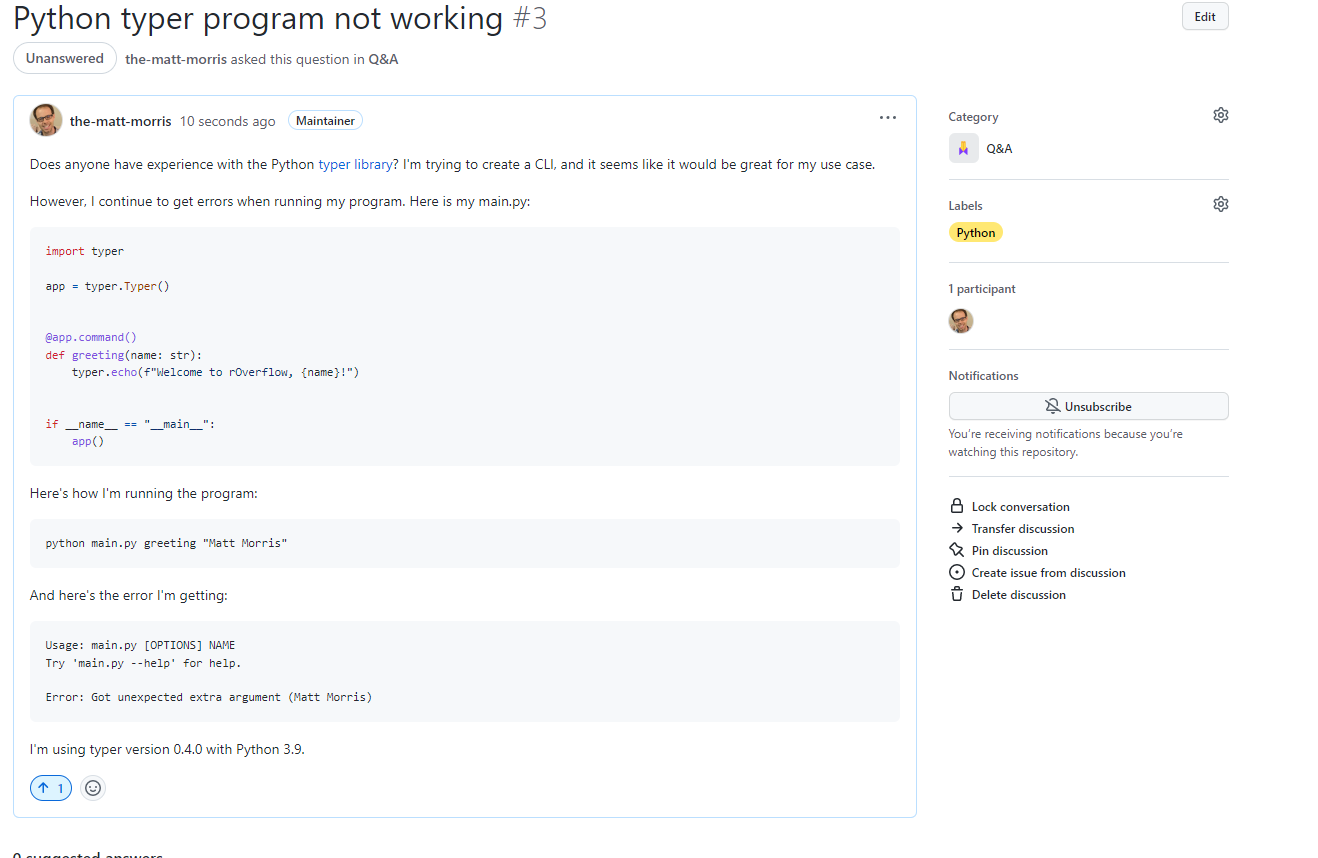 Python typer program not working #3
Edit
Unanswered
the-matt-morris asked this question in Q&A
the-matt-morris 10 seconds ago Maintainer
Does anyone have experience with the Python typer library? I'm trying to create a CLI, and it seems like it would be great for my use case.
However, I continue to get errors when running my program. Here is my main.py:
import typer
app = typer.Typer()
@app.command()
def greeting(name: str):
    typer.echo(f"Welcome to rOverflow, {name}!")
if __name__ == "__main__":
    app()
Here's how I'm running the program:
python main.py greeting "Matt Morris"
And here's the error I'm getting:
Usage: main.py [OPTIONS] NAME
Try 'main.py --help' for help.
Error: Got unexpected extra argument (Matt Morris)
I'm using typer version 0.4.0 with Python 3.9.
1
0 suggested answers
Category
Q&A
Labels
Python
1 participant
Notifications
Unsubscribe
You're receiving notifications because you're
watching this repository.
Lock conversation
Transfer discussion
Pin discussion
Create issue from discussion
Delete discussion